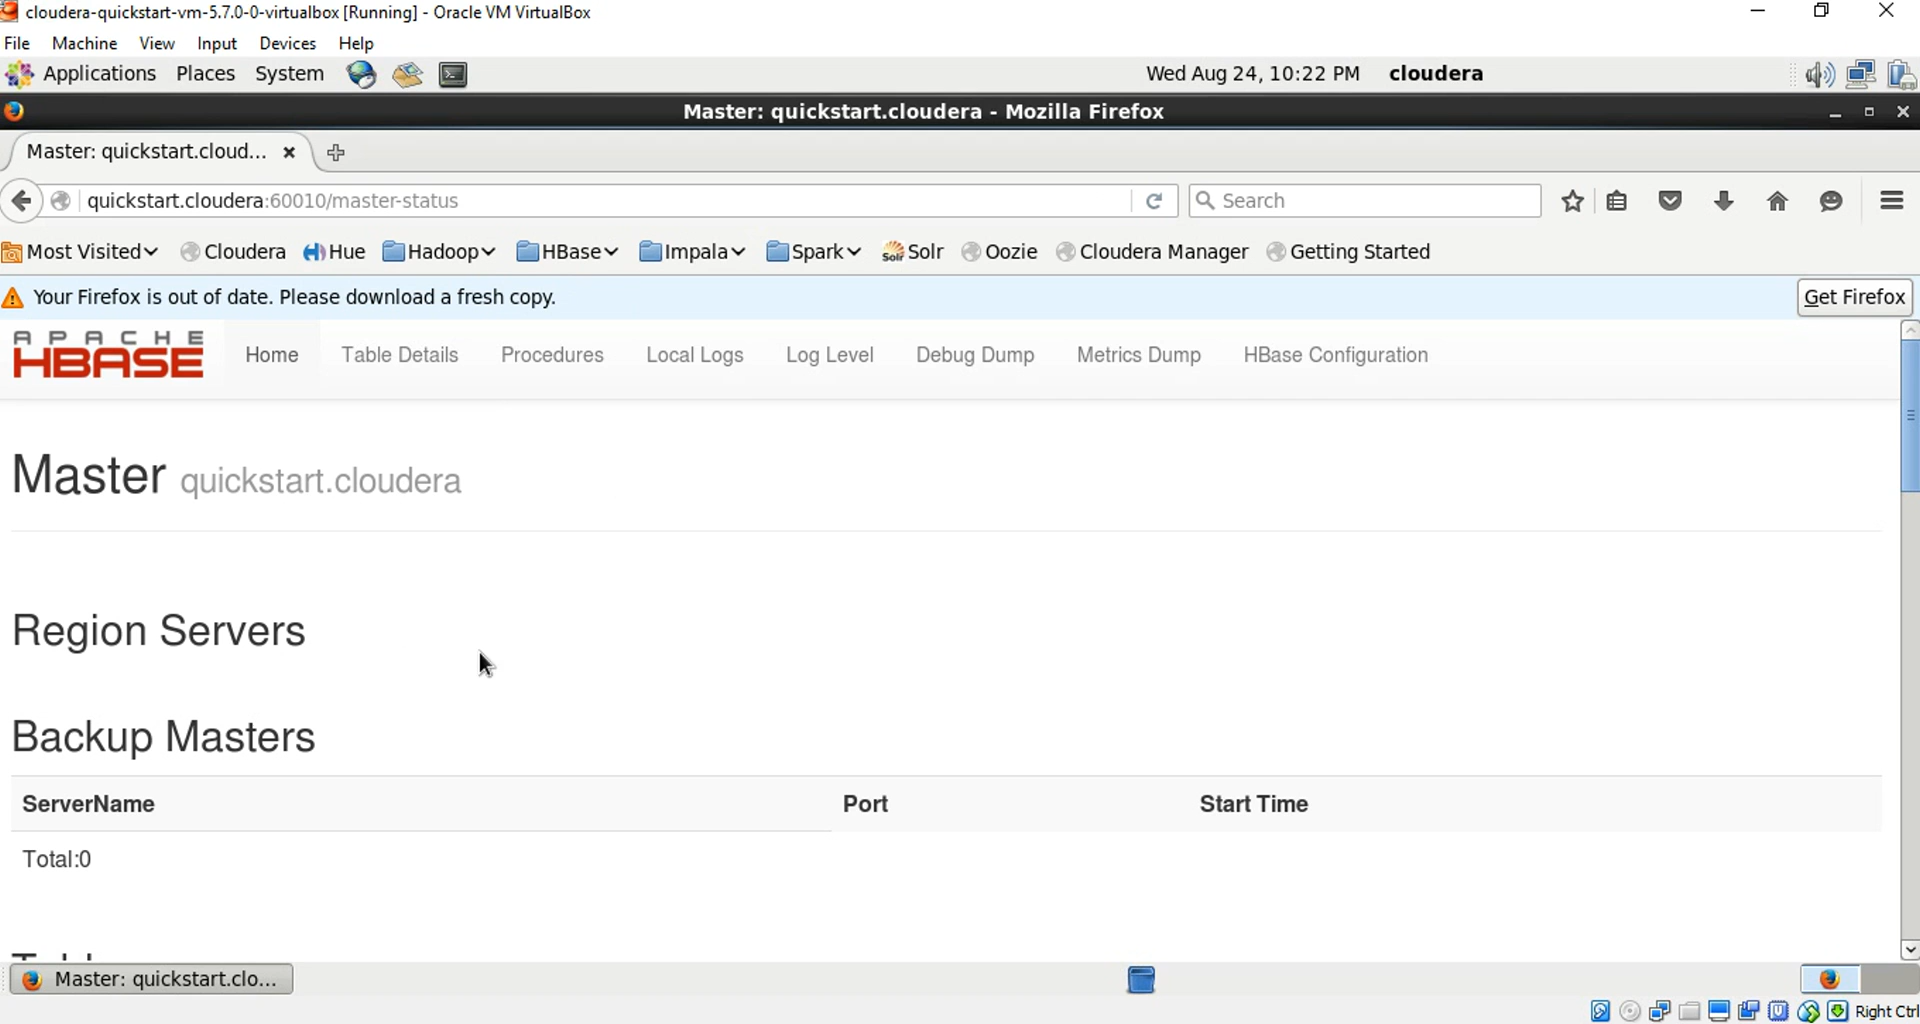 cloudera-quickstart-vm-5.7.0-0-virtualbox [Running] - Oracle VM VirtualBox
File Machine View Input Devices Help
Applications Places System Wed Aug 24, 10:22 PM cloudera
Master: quickstart.cloudera - Mozilla Firefox
Master: quickstart.cloud...
quickstart.cloudera:60010/master-status Search
Most Visited Cloudera Hue Hadoop HBase Impala Spark Solr Solr Oozie Cloudera Manager Getting Started
Your Firefox is out of date. Please download a fresh copy. Get Firefox
APACHE
HBASE
Home Table Details Procedures Local Logs Log Level Debug Dump Metrics Dump HBase Configuration
Master quickstart.cloudera
Region Servers
Backup Masters
ServerName Port Start Time
Total:0
Master: quickstart.clo...
Right Ctrl